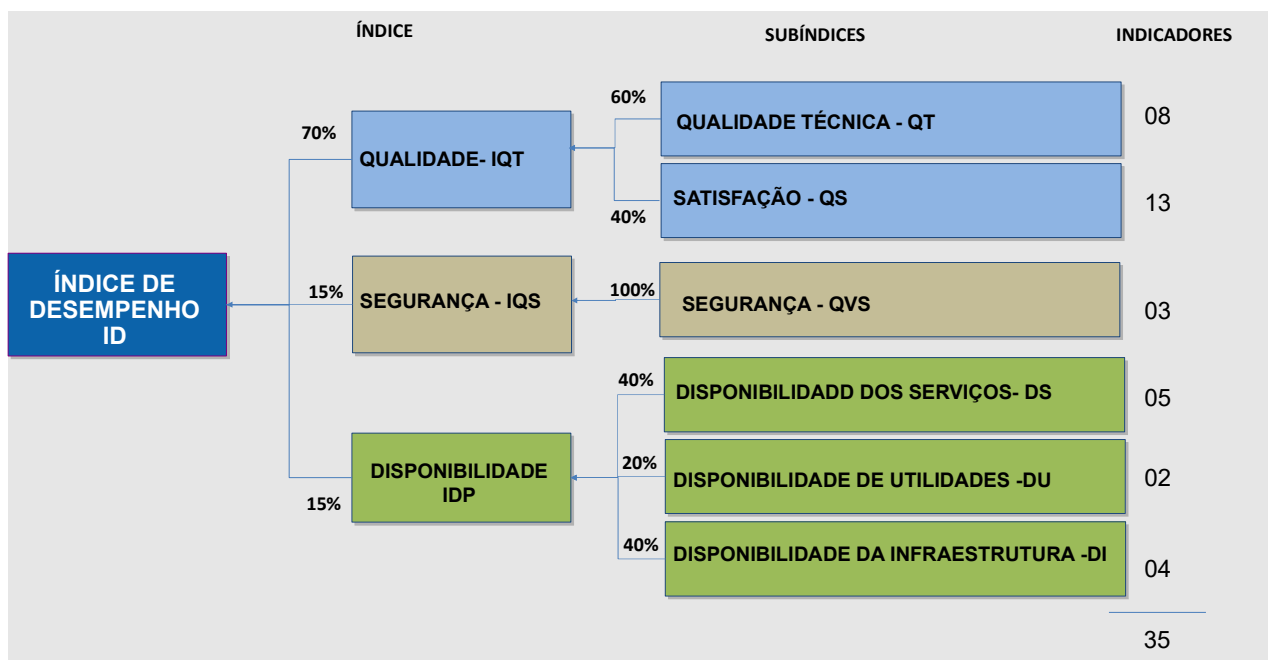 ÍNDICE
SUBÍNDICES
INDICADORES
60%
QUALIDADE TÉCNICA - QT
08
70%
QUALIDADE- IQT
SATISFAÇÃO - QS
13
40%
ÍNDICE DE
DESEMPENHO
ID
15%
SEGURANÇA - IQS
100%
SEGURANÇA - QVS
03
40%
DISPONIBILIDADD DOS SERVIÇOS- DS
05
15%
DISPONIBILIDADE
IDP
20%
DISPONIBILIDADE DE UTILIDADES -DU
02
40%
DISPONIBILIDADE DA INFRAESTRUTURA -DI
04
35